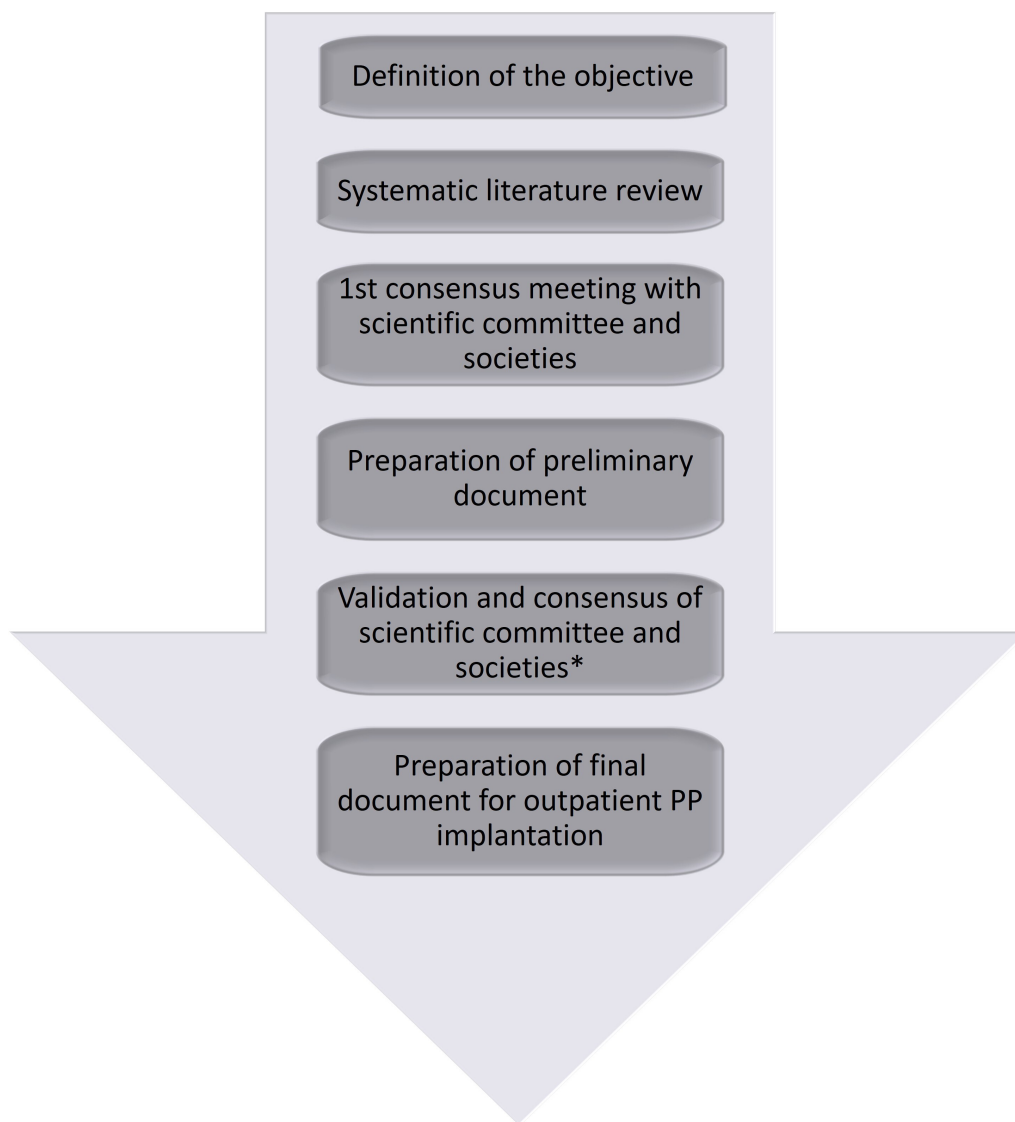 Definition of the objective
Systematic literature review
1st consensus meeting with
scientific committee and
societies
Preparation of preliminary
document
Validation and consensus of
scientific committee and
societies*
Preparation of final
document for outpatient PP
implantation